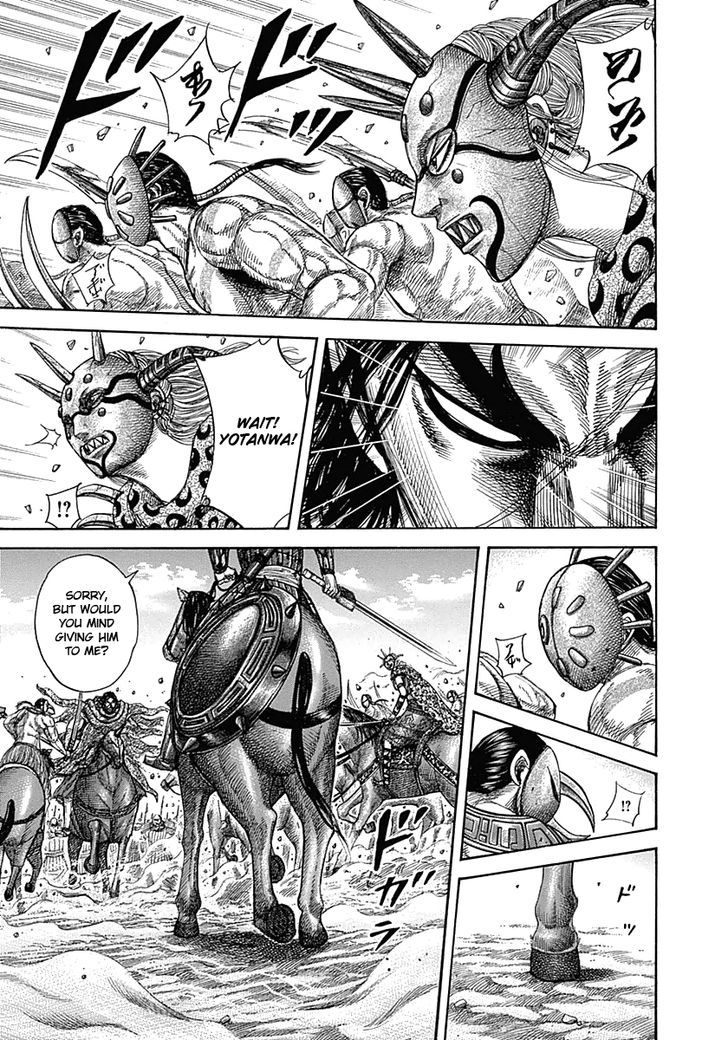 ドドドッ
WAIT!
YOTANWA!
!?
!?
SORRY,
BUT WOULD
YOU MIND
GIVING HIM
TO ME?
ドカラ
ドッ